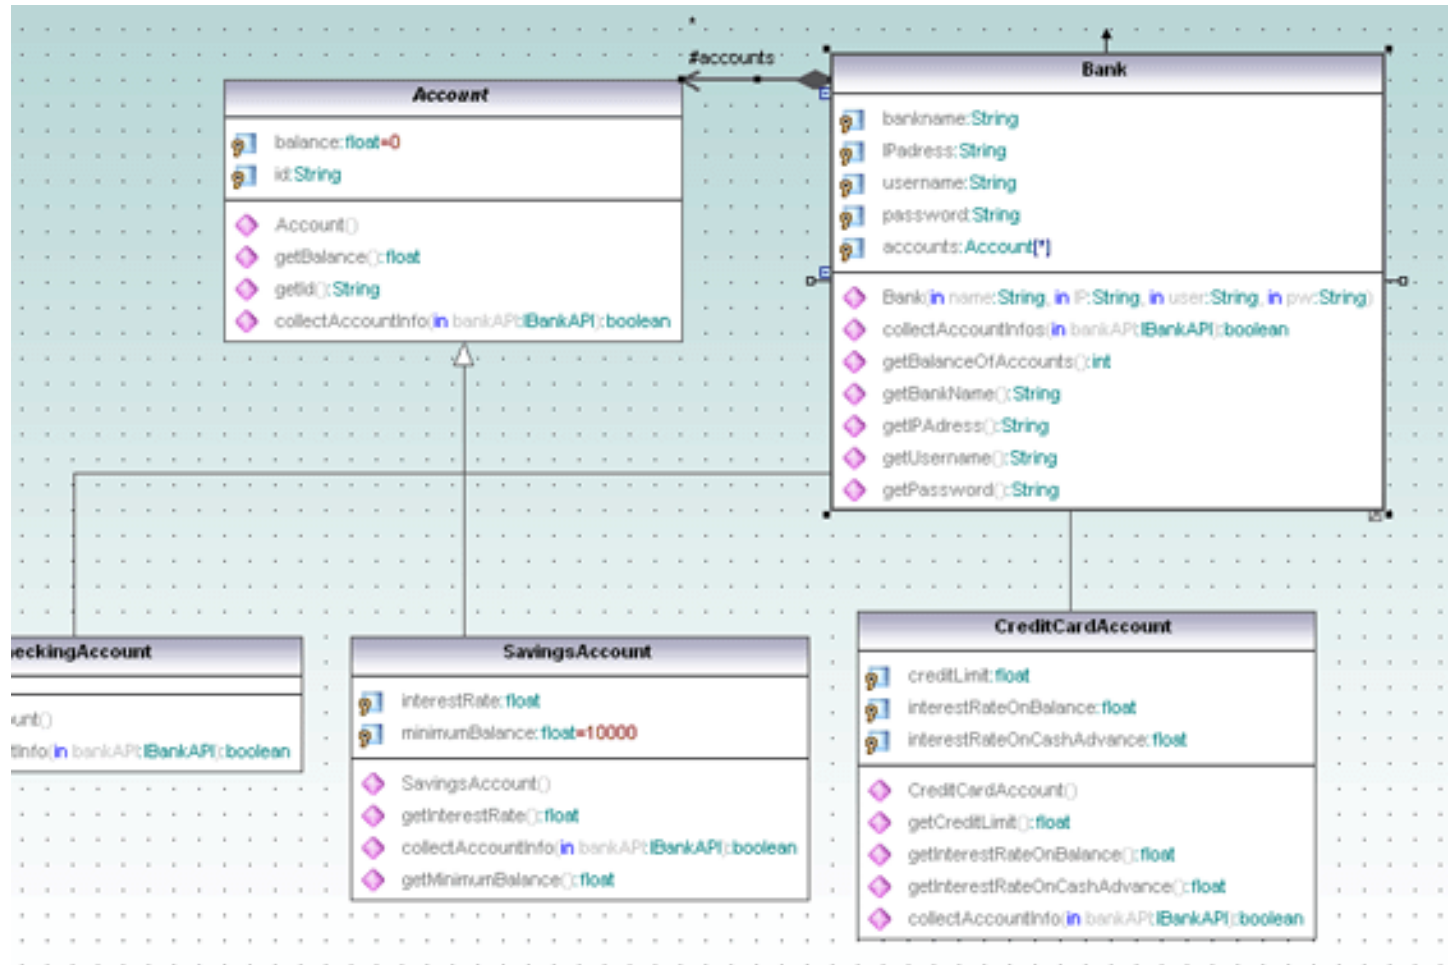 *
#accounts
Account
balance:float=0
id:String
Account()
getBalance():float
getId():String
collectAccountInfo(in bankAPI:IBankAPI):boolean
Bank
bankname:String
IPadress:String
username:String
password:String
accounts:Account[*]
Bank(in name:String, in IP:String, in user:String, in pw:String)
collectAccountInfos(in bankAPI:IBankAPI):boolean
getBalanceOfAccounts():int
getBankName():String
getIPAdress():String
getUsername():String
getPassword():String
eckingAccount
unt()
tInfo(in bankAPI:IBankAPI):boolean
SavingsAccount
interestRate:float
minimumBalance:float=10000
SavingsAccount()
getInterestRate():float
collectAccountInfo(in bankAPI:IBankAPI):boolean
getMinimumBalance():float
CreditCardAccount
creditLimit:float
interestRateOnBalance:float
interestRateOnCashAdvance:float
CreditCardAccount()
getCreditLimit():float
getInterestRateOnBalance():float
getInterestRateOnCashAdvance():float
collectAccountInfo(in bankAPI:IBankAPI):boolean